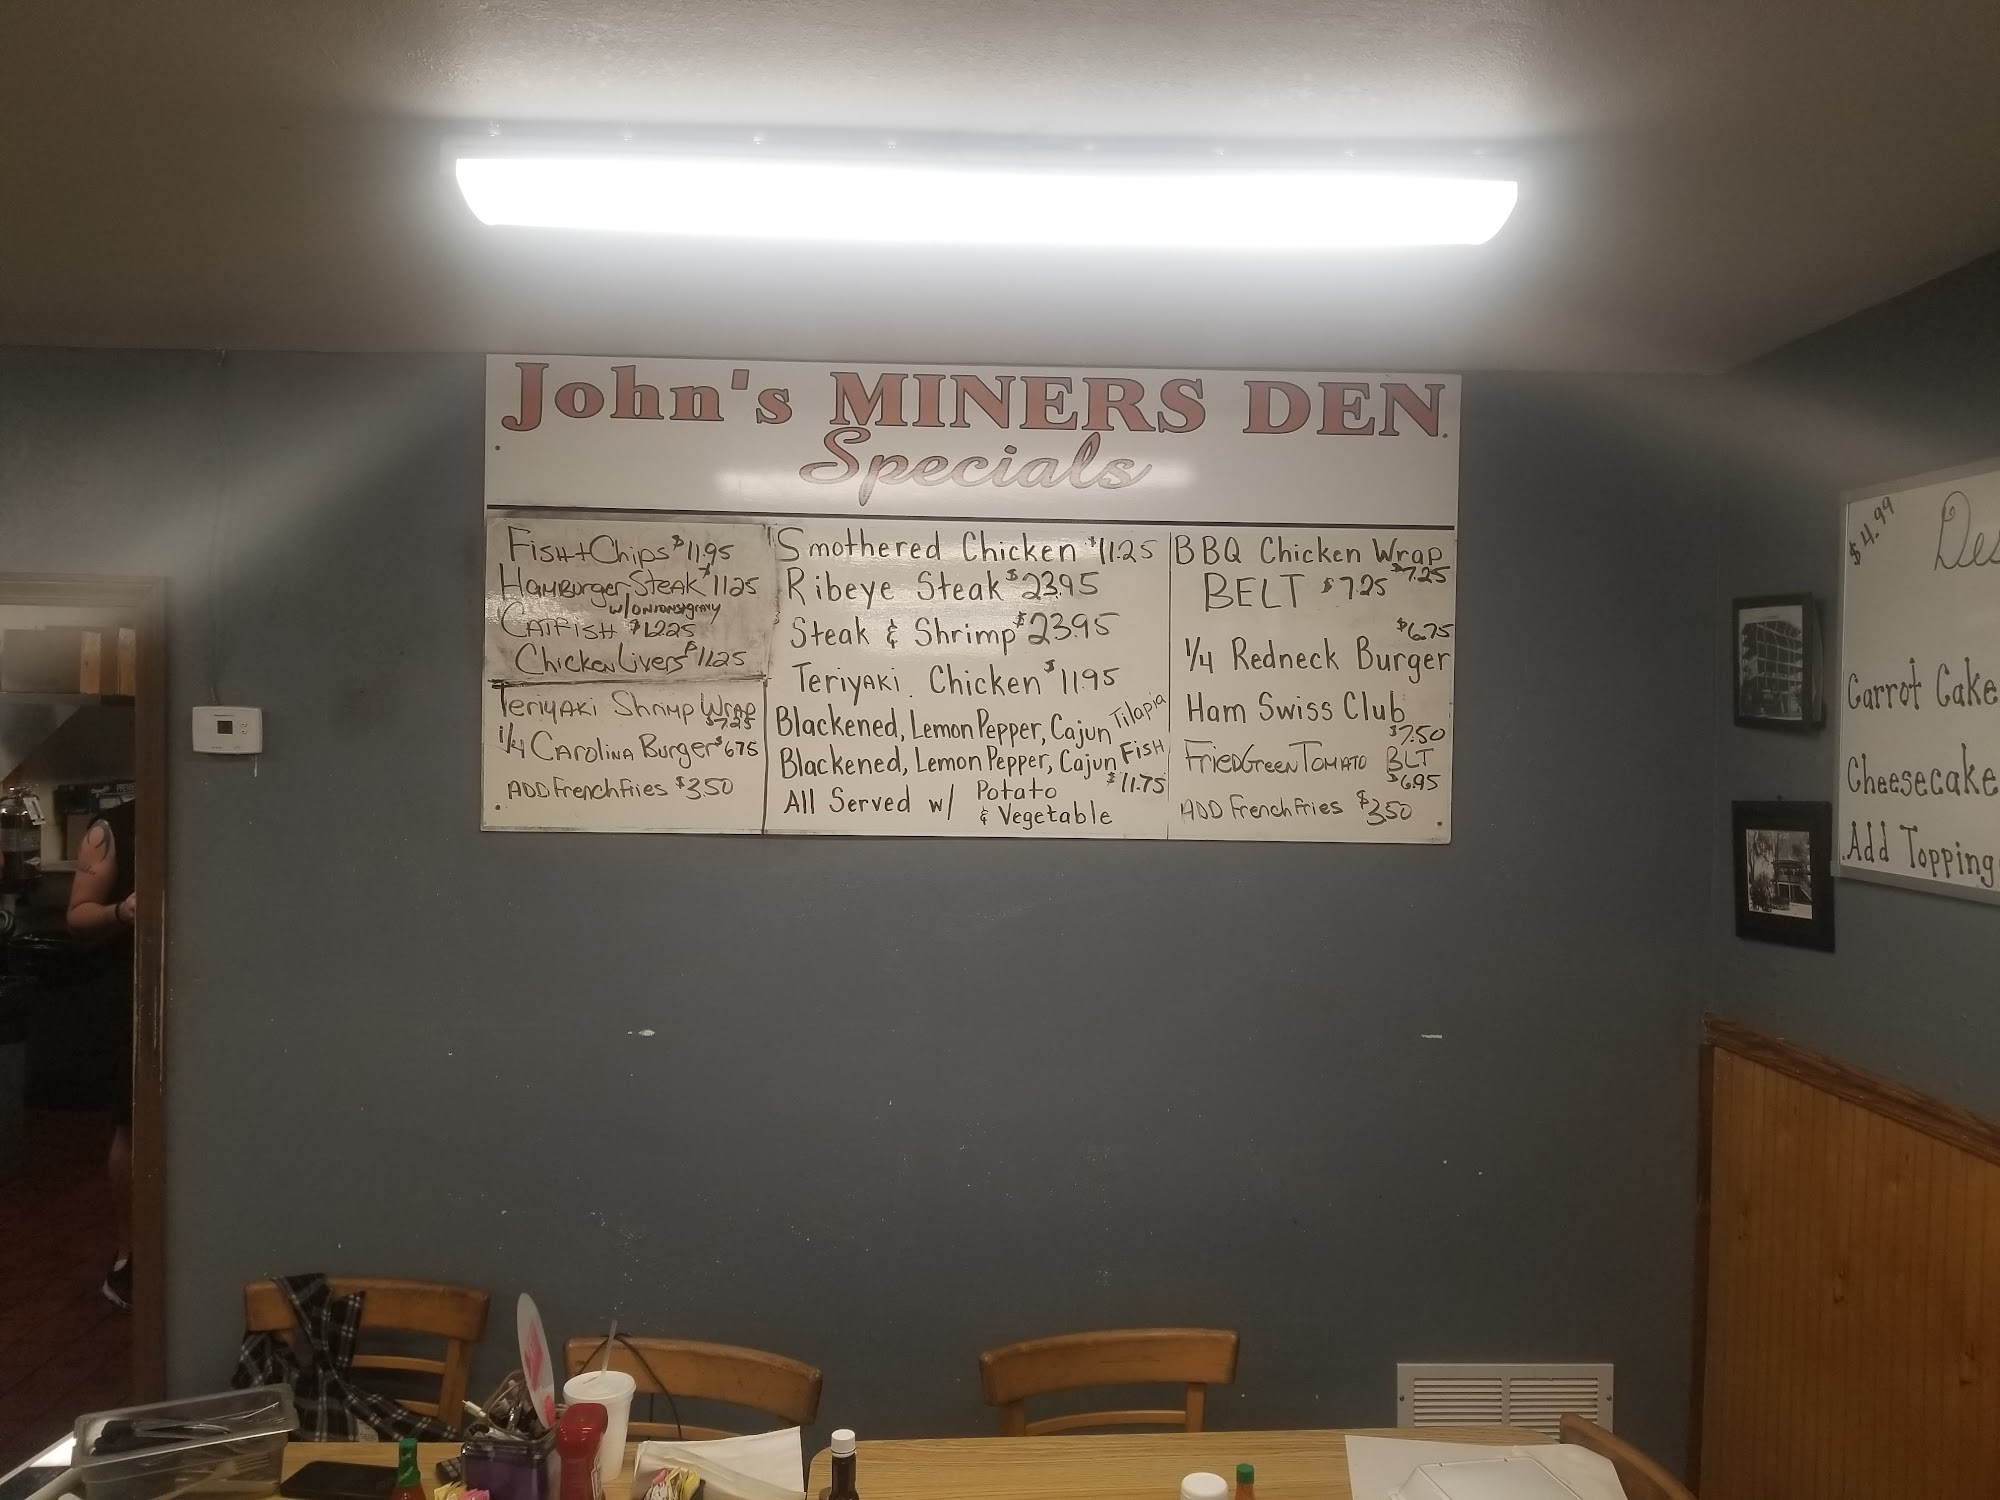 John's MINERS DEN
Specials
Fish + Chips $11.95
Hamburger Steak $11.25
w/onions & gravy
Catfish $12.25
Chicken Livers $11.25
Teriyaki Shrimp Wrap
$7.25
1/4 Carolina Burger $6.75
ADD French Fries $3.50
Smothered Chicken $11.25
Ribeye Steak $23.95
Steak & Shrimp $23.95
Teriyaki Chicken $11.95
Blackened, Lemon Pepper, Cajun Tilapia
Blackened, Lemon Pepper, Cajun Fish
$11.75
All Served w/ Potato
& Vegetable
BBQ Chicken Wrap
$7.25
BELT $7.25
$6.75
1/4 Redneck Burger
Ham Swiss Club
$7.50
Fried Green Tomato BLT
$6.95
ADD French Fries $3.50
$4.99
Des
Carrot Cake
Cheesecake
Add Topping